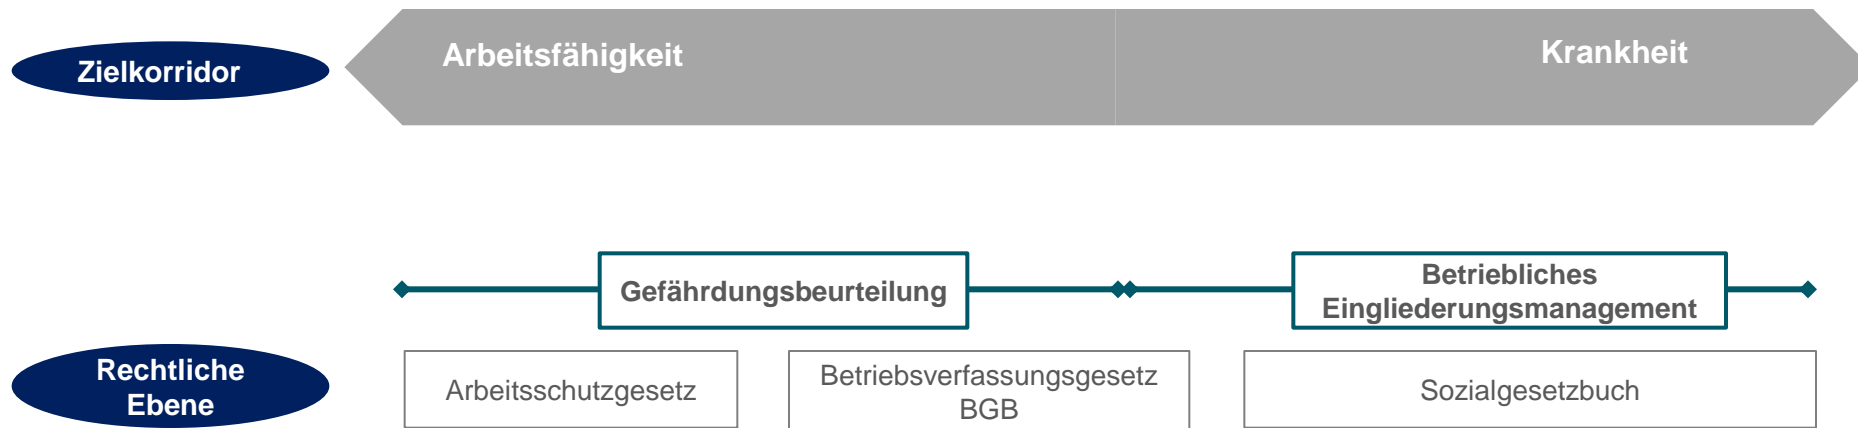 Zielkorridor
Arbeitsfähigkeit
Krankheit
Gefährdungsbeurteilung
Betriebliches
Eingliederungsmanagement
Rechtliche
Ebene
Arbeitsschutzgesetz
Betriebsverfassungsgesetz
BGB
Sozialgesetzbuch